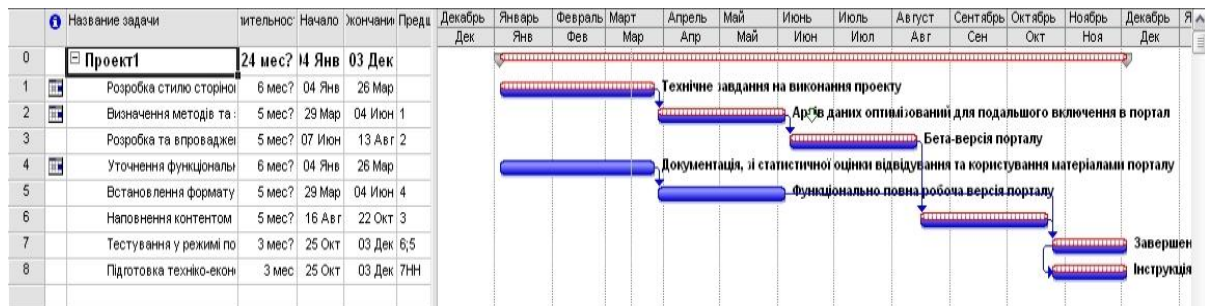 Название задачи Начало Декабрь Январь Февраль Март Апрель Май Июнь Июль Август Сентябрь Октябрь Ноябрь Декабрь
Дек Янв Фев Мар Апр Май Июн Июл Авг Сен Окт Ноя Дек
0 Проект1 24 мес? 03 Дек
1 Розробка стилю 6 мес? 04 Янв 26 Мар Технічне завдання на виконання проекту
2 Визначення методів та 5 мес? 29 Мар 04 Июн 1 Архів даних оптимізований для подальшого включення в портал
3 Розробка та 5 мес? 07 Июн 13 Авг 2 Бета-версія порталу
4 Уточнення 6 мес? 04 Янв 26 Мар Документація, зі статистичної оцінки відвідування та користування матеріалами порталу
5 Встановлення формату 5 мес? 29 Мар 04 Июн 4 Функціонально повна робоча версія порталу
6 Наповнення контентом 5 мес? 16 Авг 22 Окт 3
7 Тестування у режимі 3 мес? 25 Окт 03 Дек 6;5 Завершен
8 Підготовка 3 мес 25 Окт 03 Дек 7НН Інструкція